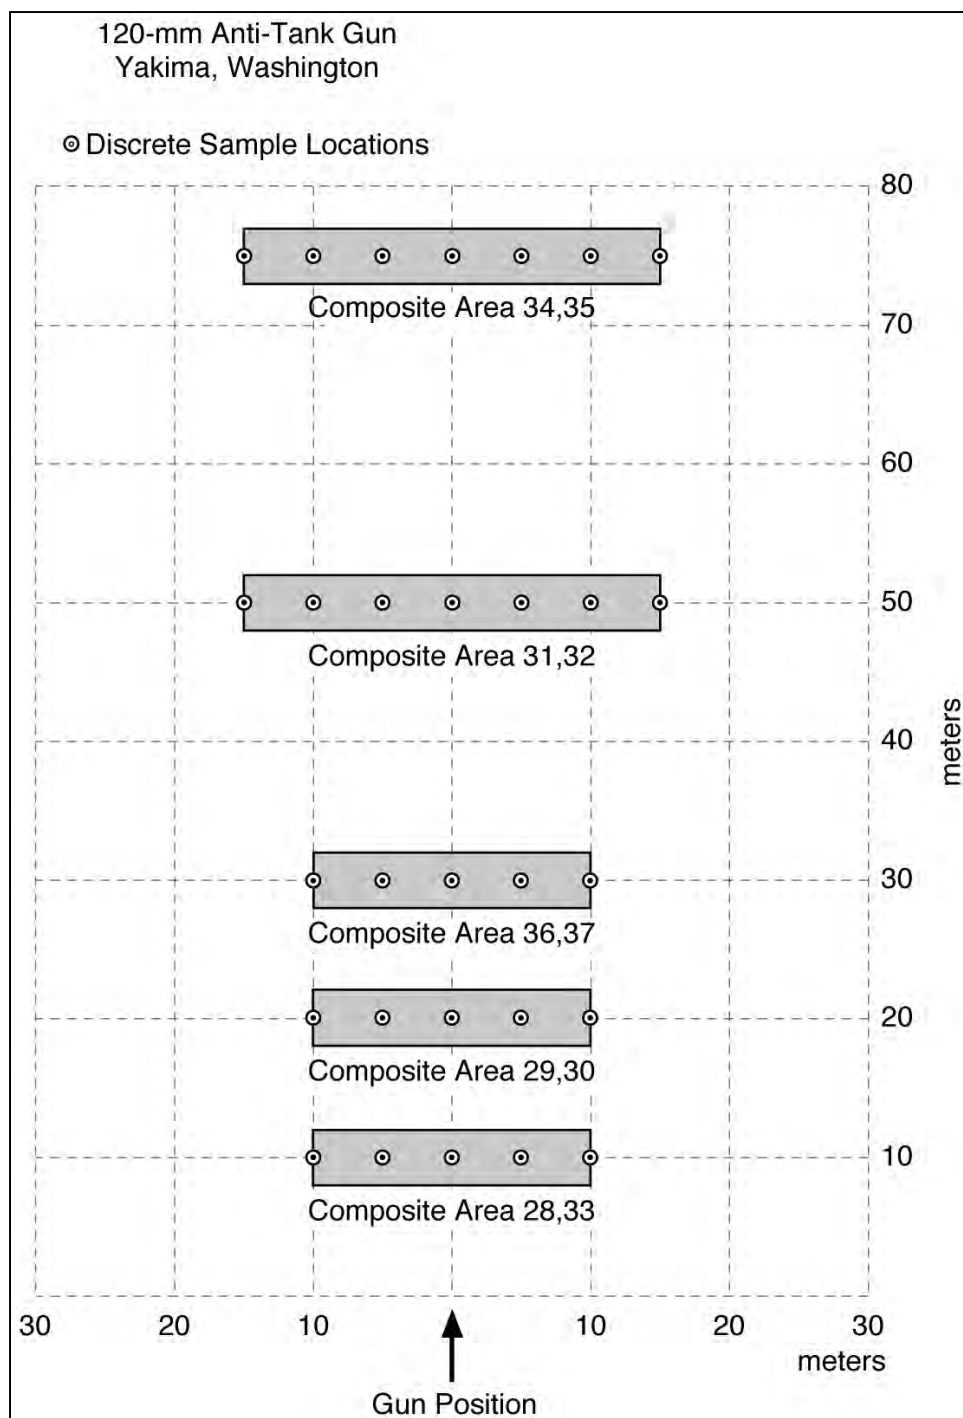 120-mm Anti-Tank Gun
Yakima, Washington
Discrete Sample Locations
80
Composite Area 34,35
70
60
50
Composite Area 31,32
40
meters
30
Composite Area 36,37
20
Composite Area 29,30
10
Composite Area 28,33
30 20 10 10 20 30
meters
Gun Position